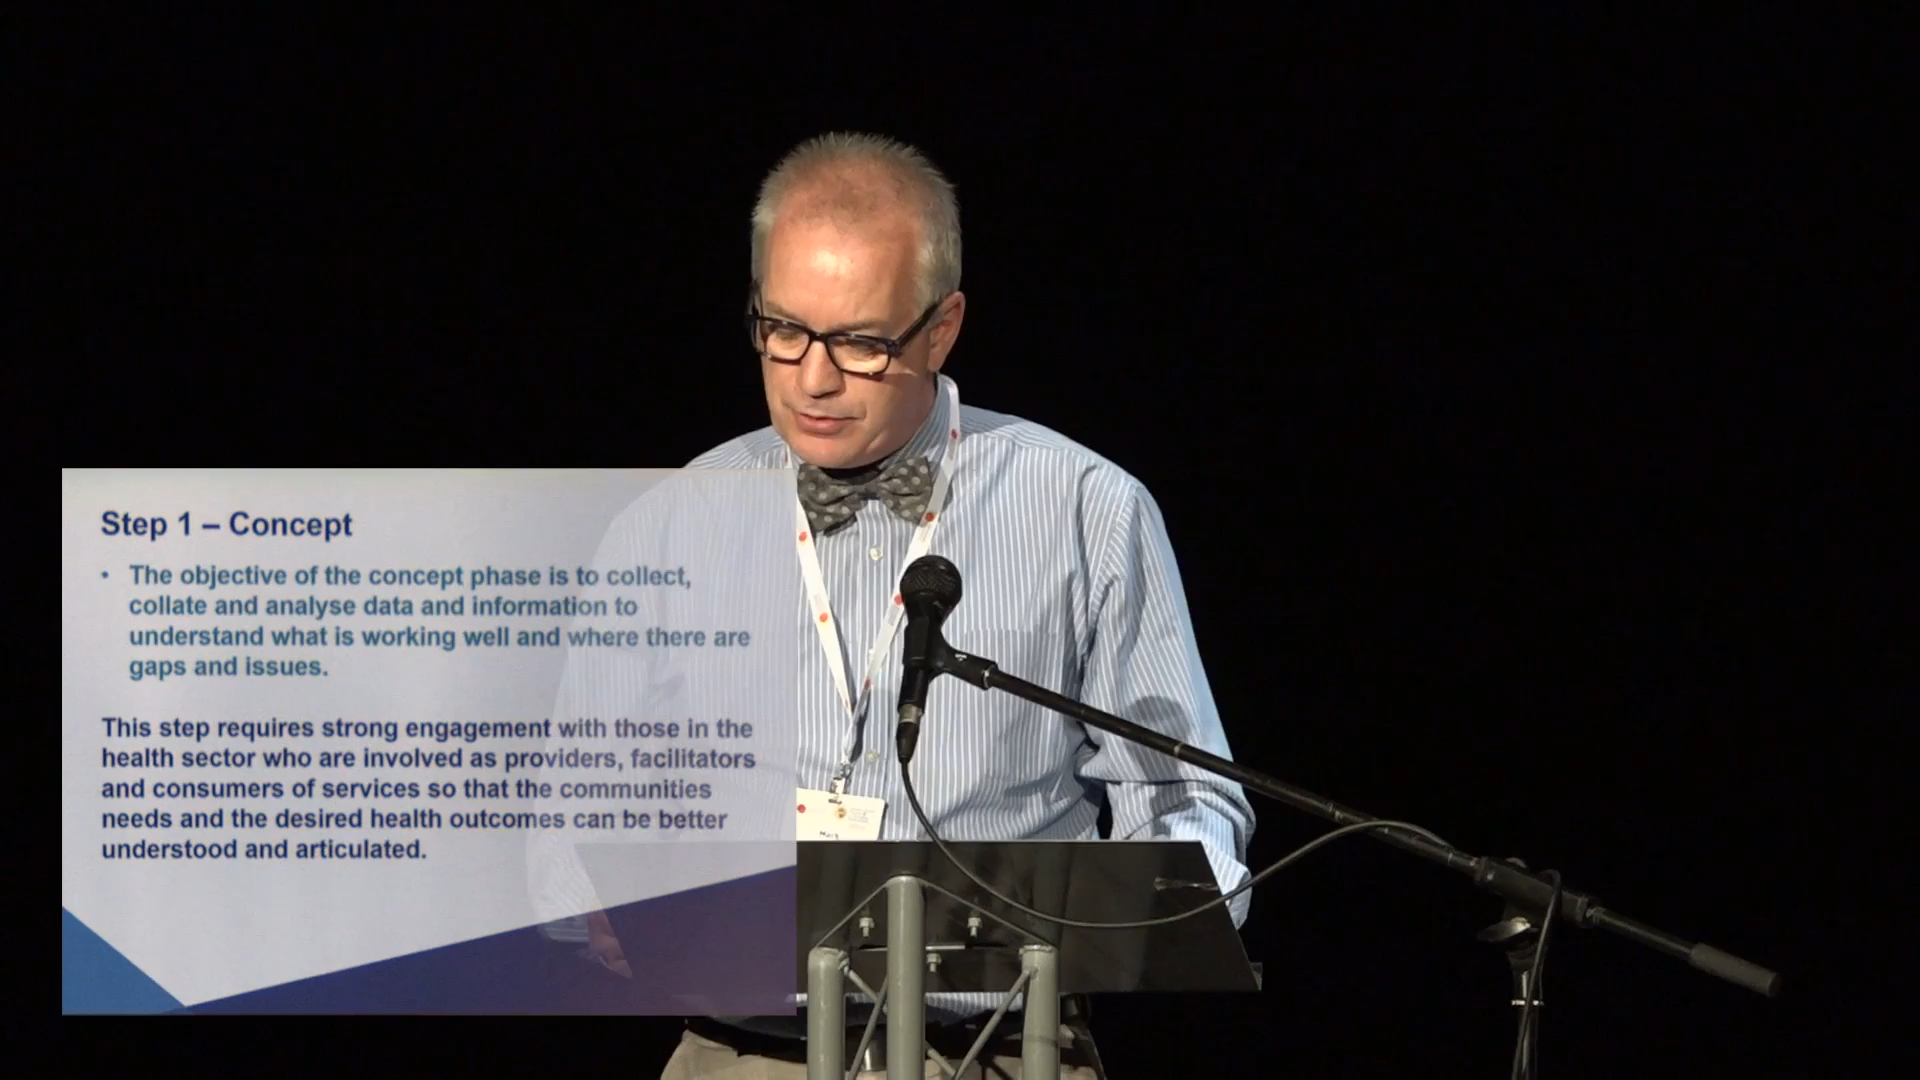 Step 1 – Concept
• The objective of the concept phase is to collect,
collate and analyse data and information to
understand what is working well and where there are
gaps and issues.
This step requires strong engagement with those in the
health sector who are involved as providers, facilitators
and consumers of services so that the communities
needs and the desired health outcomes can be better
understood and articulated.